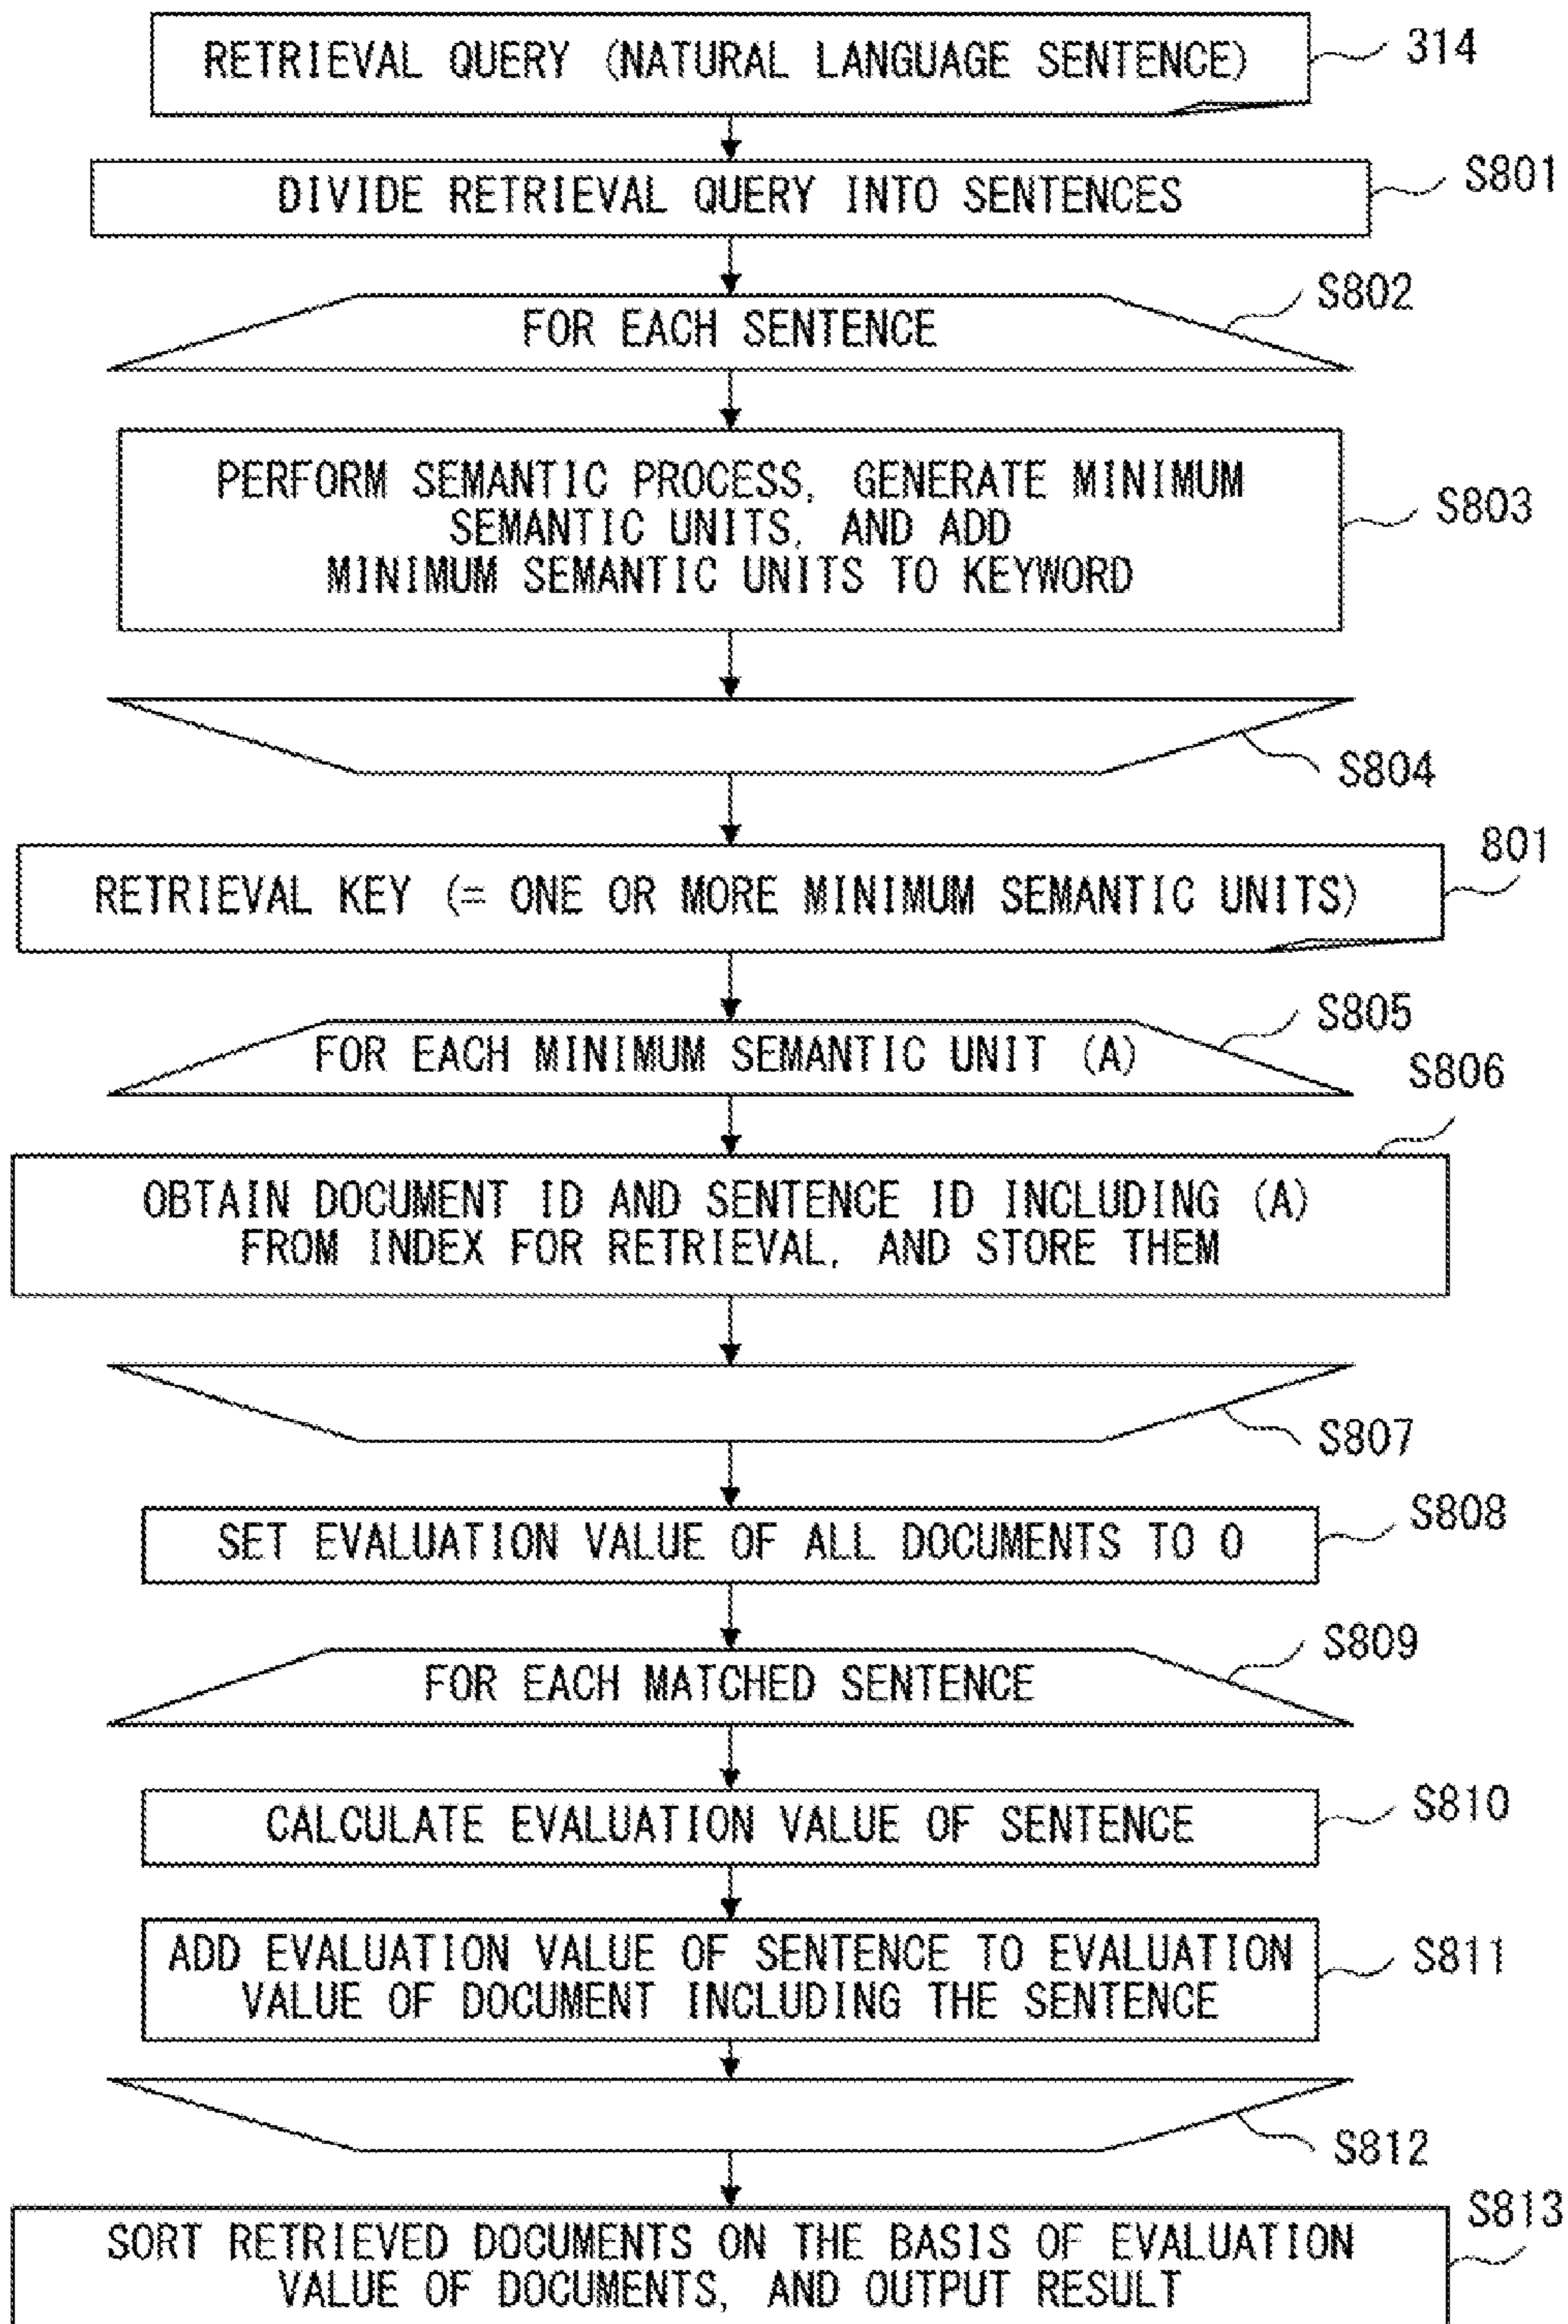 RETRIEVAL QUERY (NATURAL LANGUAGE SENTENCE)
314
DIVIDE RETRIEVAL QUERY INTO SENTENCES
S801
FOR EACH SENTENCE
S802
PERFORM SEMANTIC PROCESS, GENERATE MINIMUM
SEMANTIC UNITS, AND ADD
MINIMUM SEMANTIC UNITS TO KEYWORD
S803
S804
RETRIEVAL KEY (= ONE OR MORE MINIMUM SEMANTIC UNITS)
801
FOR EACH MINIMUM SEMANTIC UNIT (A)
S805
S806
OBTAIN DOCUMENT ID AND SENTENCE ID INCLUDING (A)
FROM INDEX FOR RETRIEVAL, AND STORE THEM
S807
SET EVALUATION VALUE OF ALL DOCUMENTS TO 0
S808
FOR EACH MATCHED SENTENCE
S809
CALCULATE EVALUATION VALUE OF SENTENCE
S810
ADD EVALUATION VALUE OF SENTENCE TO EVALUATION
VALUE OF DOCUMENT INCLUDING THE SENTENCE
S811
S812
SORT RETRIEVED DOCUMENTS ON THE BASIS OF EVALUATION
VALUE OF DOCUMENTS, AND OUTPUT RESULT
S813